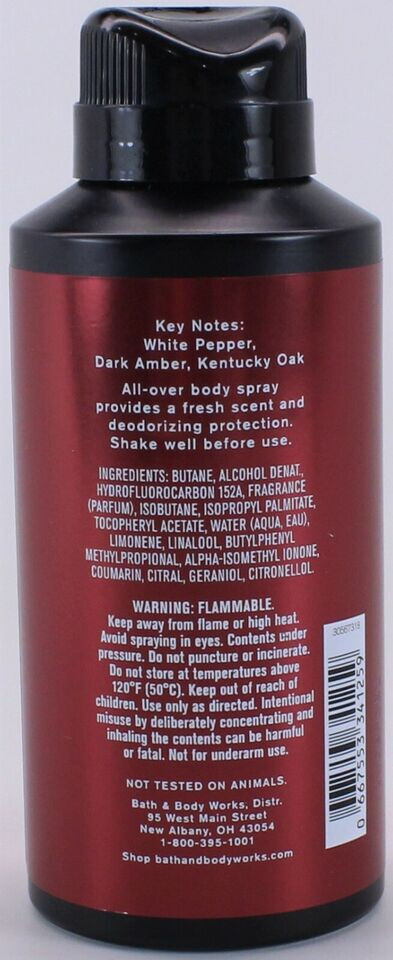 Key Notes:
White Pepper,
Dark Amber, Kentucky Oak
All-over body spray
provides a fresh scent and
deodorizing protection.
Shake well before use.
INGREDIENTS: BUTANE, ALCOHOL DENAT.,
HYDROFLUOROCARBON 152A, FRAGRANCE
(PARFUM), ISOBUTANE, ISOPROPYL PALMITATE,
TOCOPHERYL ACETATE, WATER (AQUA, EAU),
LIMONENE, LINALOOL, BUTYLPHENYL
METHYLPROPIONAL, ALPHA-ISOMETHYL IONONE,
COUMARIN, CITRAL, GERANIOL, CITRONELLOL.
WARNING: FLAMMABLE.
Keep away from flame or high heat.
Avoid spraying in eyes. Contents under
pressure. Do not puncture or incinerate.
Do not store at temperatures above
120°F (50°C). Keep out of reach of
children. Use only as directed. Intentional
misuse by deliberately concentrating and
inhaling the contents can be harmful
or fatal. Not for underarm use.
NOT TESTED ON ANIMALS.
Bath & Body Works, Distr.
95 West Main Street
New Albany, OH 43054
1-800-395-1001
Shop bathandbodyworks.com
30567318
0 667553 341259